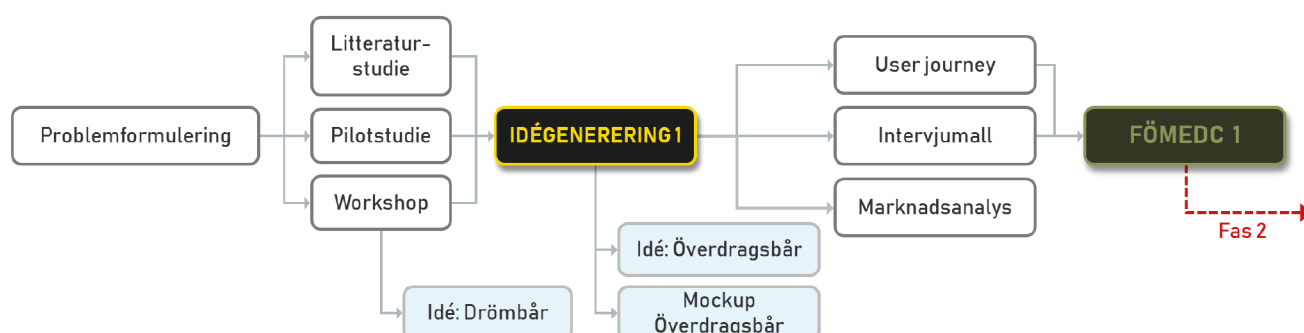 Litteratur-
studie
User journey
Problemformulering
Pilotstudie
IDÉGENERERING 1
Intervjumall
FÖMEDC 1
Workshop
Marknadsanalys
Fas 2
Idé: Överdragsbår
Idé: Drömbår
Mockup
Överdragsbår